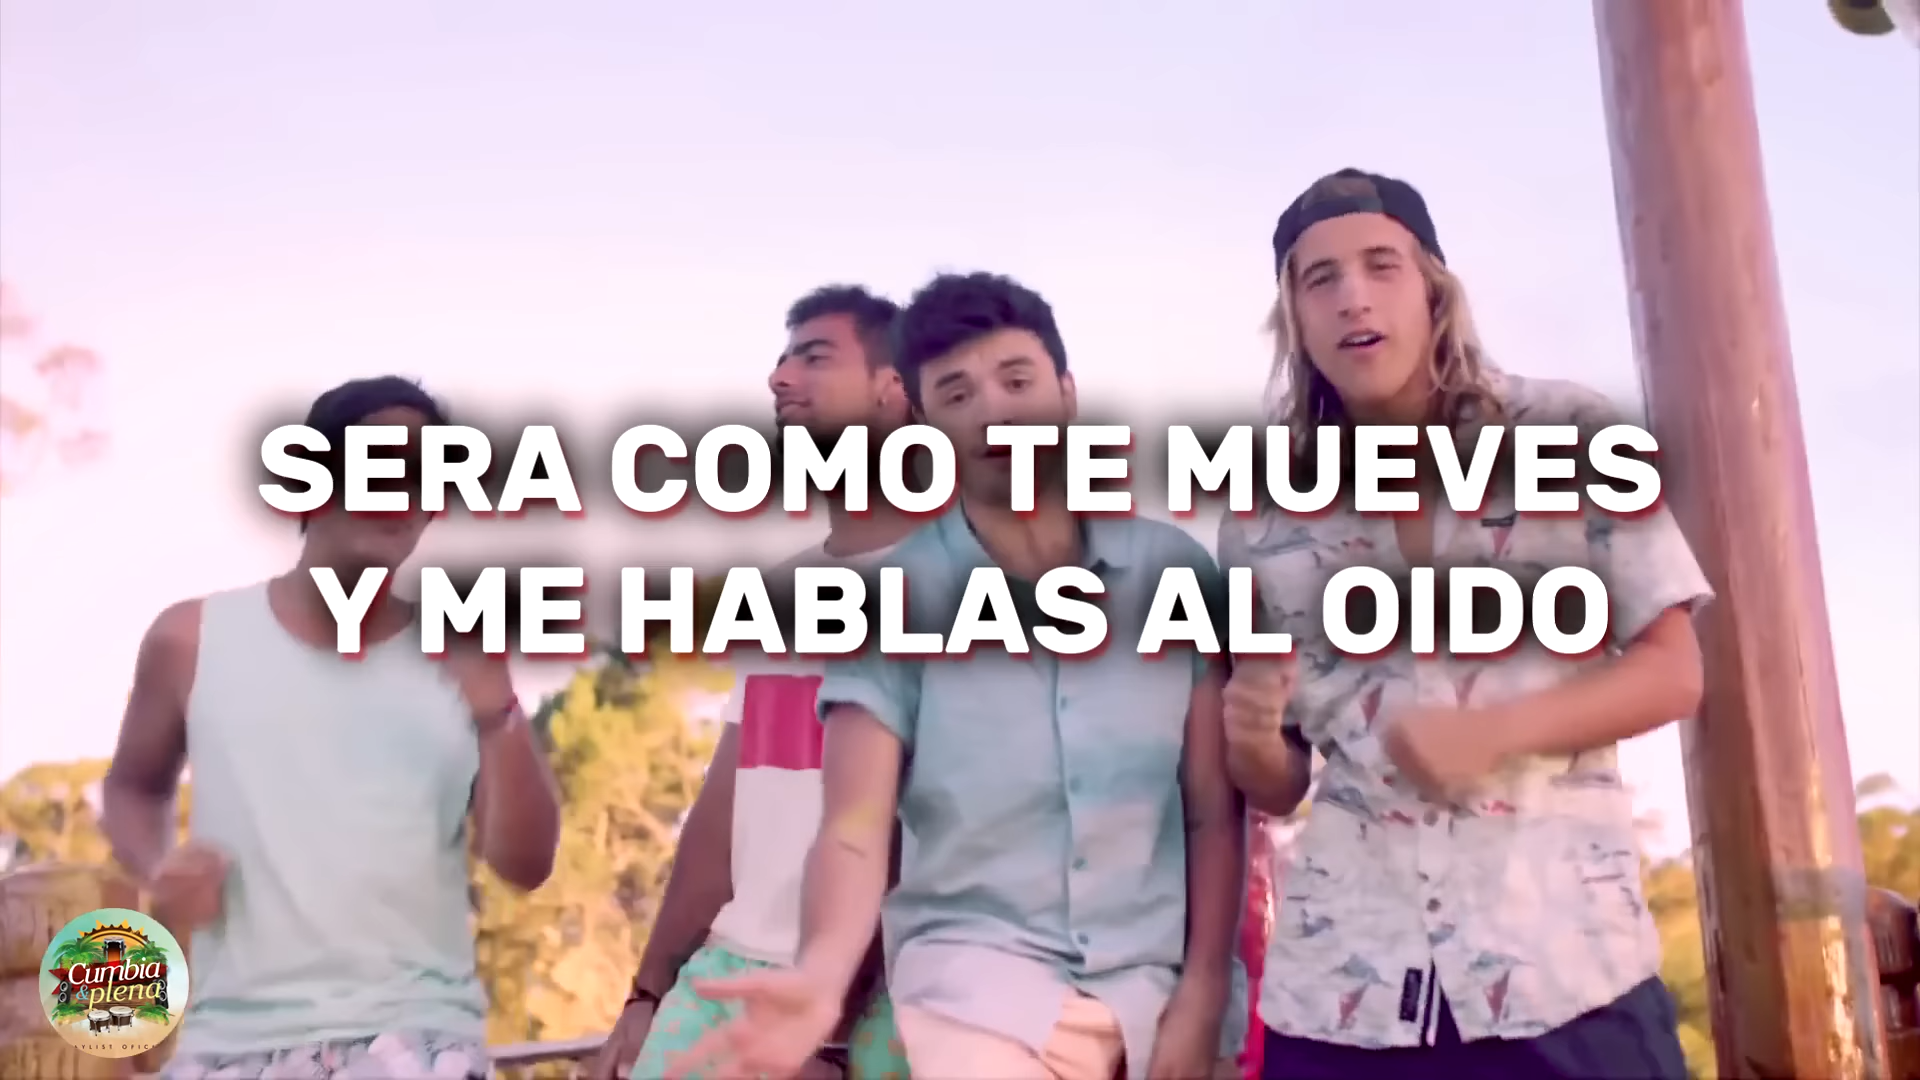 SERA COMO TE MUEVES
Y ME HABLAS AL OIDO
Cumbia
& plena